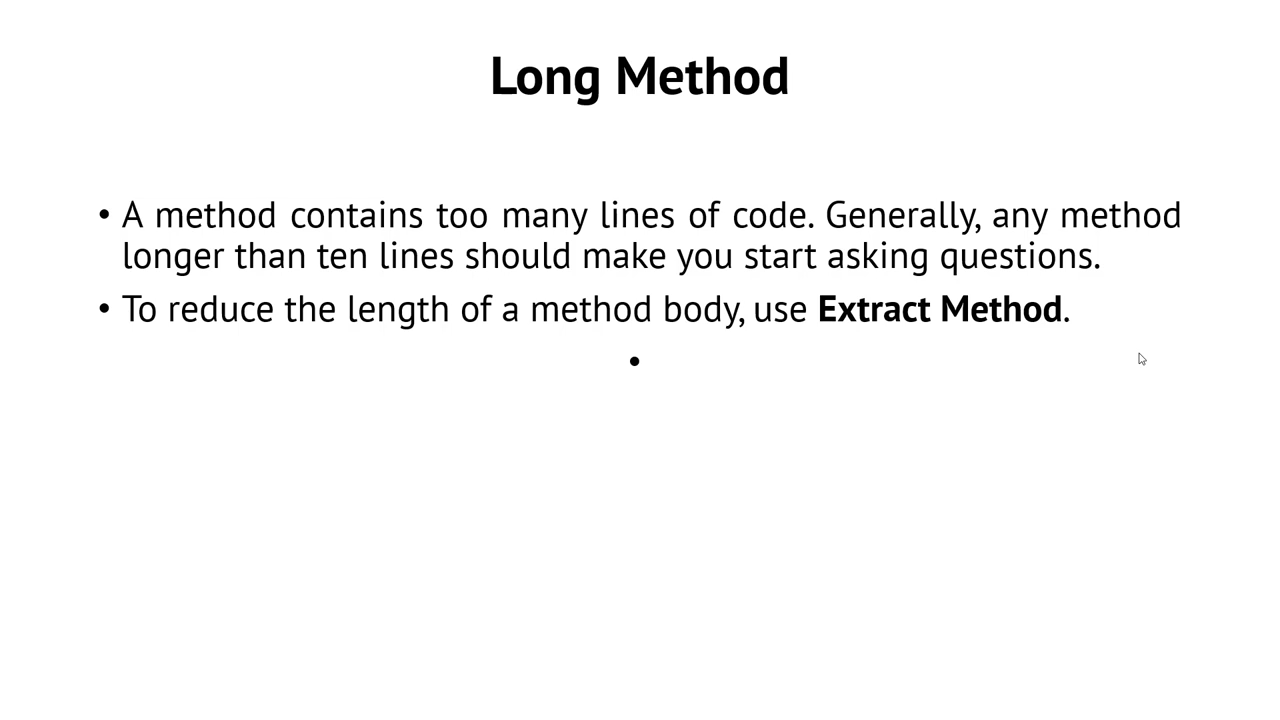 Long Method
• A method contains too many lines of code. Generally, any method
longer than ten lines should make you start asking questions.
• To reduce the length of a method body, use Extract Method.
•